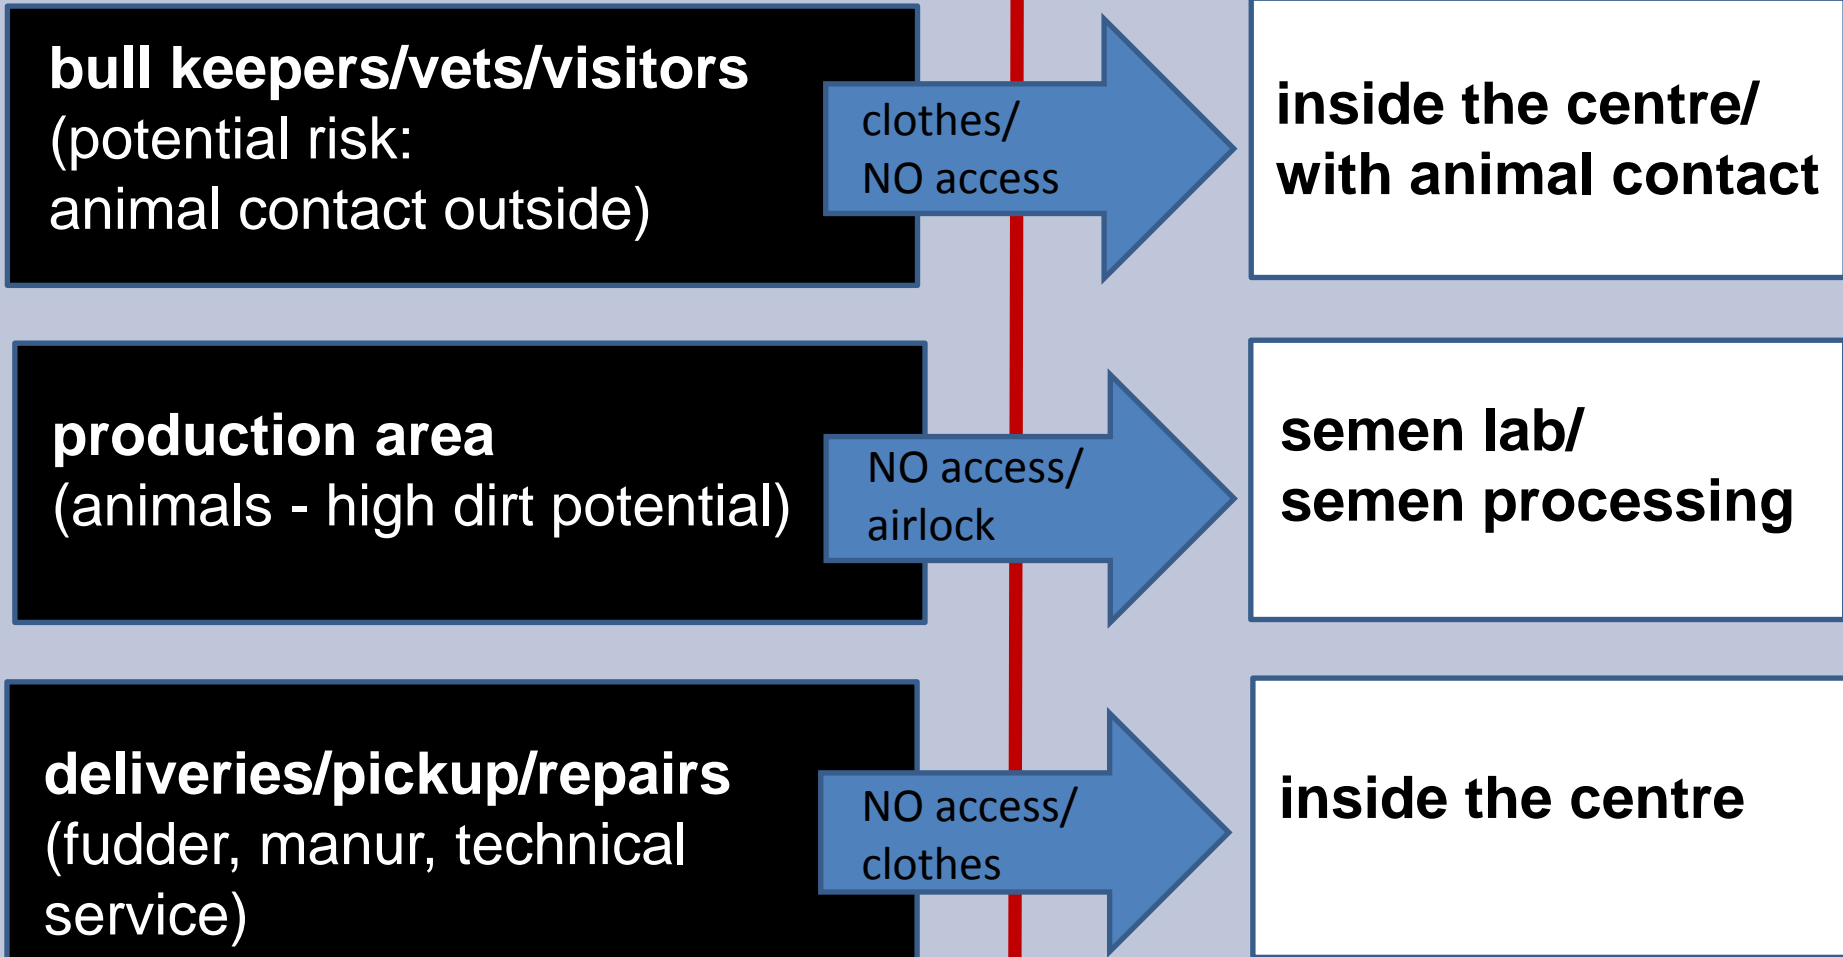 bull keepers/vets/visitors
(potential risk:
animal contact outside)
clothes/
NO access
inside the centre/
with animal contact
production area
(animals - high dirt potential)
NO access/
airlock
semen lab/
semen processing
deliveries/pickup/repairs
(fudder, manur, technical
service)
NO access/
clothes
inside the centre